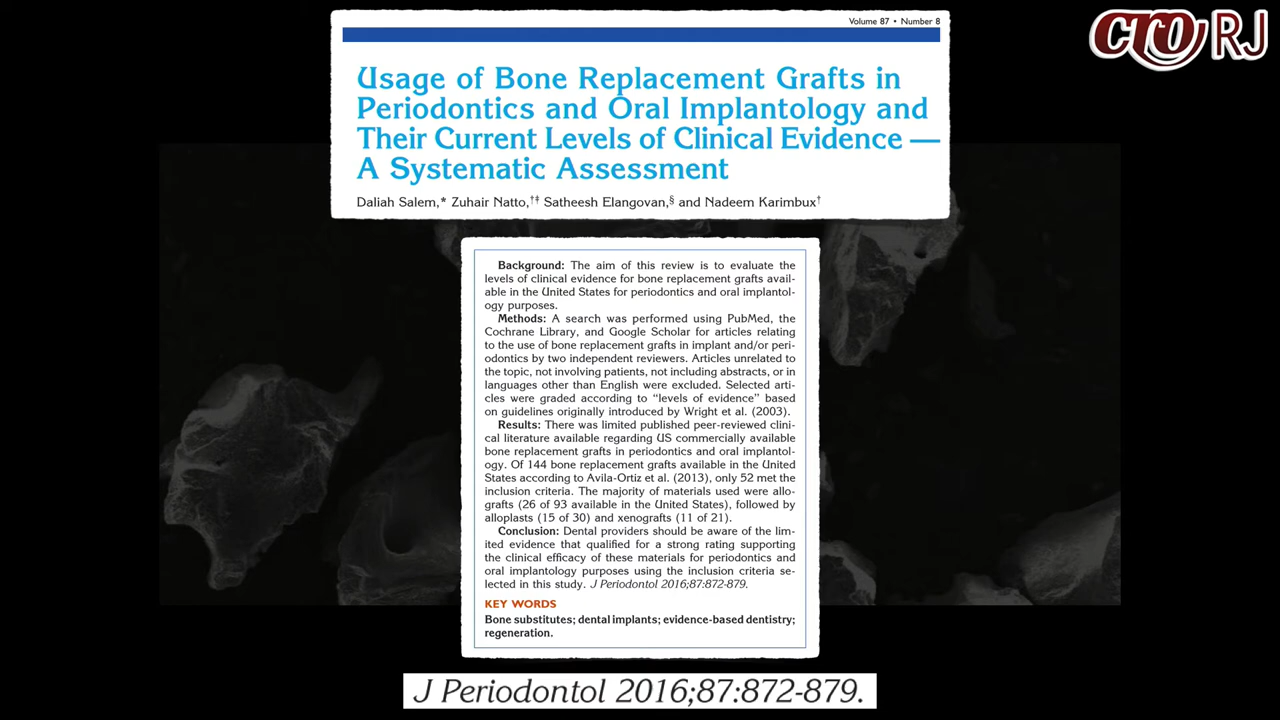 Volume 87 • Number 8
CTO RJ
Usage of Bone Replacement Grafts in
Periodontics and Oral Implantology and
Their Current Levels of Clinical Evidence —
A Systematic Assessment
Daliah Salem,* Zuhair Natto,†‡ Satheesh Elangovan,§ and Nadeem Karimbux†
Background: The aim of this review is to evaluate the
levels of clinical evidence for bone replacement grafts avail-
able in the United States for periodontics and oral implantol-
ogy purposes.
Methods: A search was performed using PubMed, the
Cochrane Library, and Google Scholar for articles relating
to the use of bone replacement grafts in implant and/or peri-
odontics by two independent reviewers. Articles unrelated to
the topic, not involving patients, not including abstracts, or in
languages other than English were excluded. Selected arti-
cles were graded according to “levels of evidence” based
on guidelines originally introduced by Wright et al. (2003).
Results: There was limited published peer-reviewed clini-
cal literature available regarding US commercially available
bone replacement grafts in periodontics and oral implantol-
ogy. Of 144 bone replacement grafts available in the United
States according to Avila-Ortiz et al. (2013), only 52 met the
inclusion criteria. The majority of materials used were allo-
grafts (26 of 93 available in the United States), followed by
alloplasts (15 of 30) and xenografts (11 of 21).
Conclusion: Dental providers should be aware of the lim-
ited evidence that qualified for a strong rating supporting
the clinical efficacy of these materials for periodontics and
oral implantology purposes using the inclusion criteria se-
lected in this study. J Periodontol 2016;87:872-879.
KEY WORDS
Bone substitutes; dental implants; evidence-based dentistry;
regeneration.
J Periodontol 2016;87:872-879.